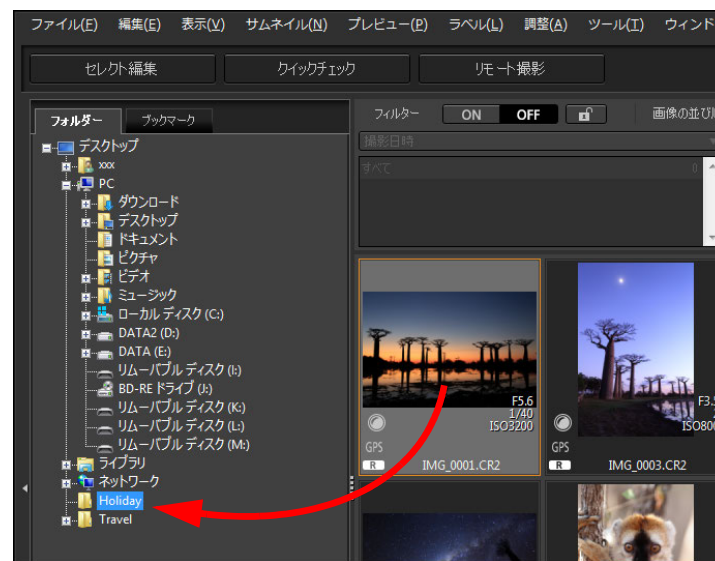 ファイル(F) 編集(E) 表示(V) サムネイル(N) プレビュー(P) ラベル(L) 調整(A) ツール(T) ウィンド
セレクト編集 クイックチェック リモート撮影
フォルダー ブックマーク
フィルター ON OFF 画像の並び
撮影日時
すべて 0
デスクトップ
xxx
PC
ダウンロード
デスクトップ
ドキュメント
ピクチャ
ビデオ
ミュージック
ローカル ディスク (C:)
DATA2 (D:)
DATA (E:)
リムーバブル ディスク (I:)
BD-RE ドライブ (J:)
リムーバブル ディスク (K:)
リムーバブル ディスク (L:)
リムーバブル ディスク (M:)
ライブラリ
ネットワーク
Holiday
Travel
F5.6
1/40
ISO3200
GPS
R IMG_0001.CR2
F3.5
ISO800
GPS
R IMG_0003.CR2